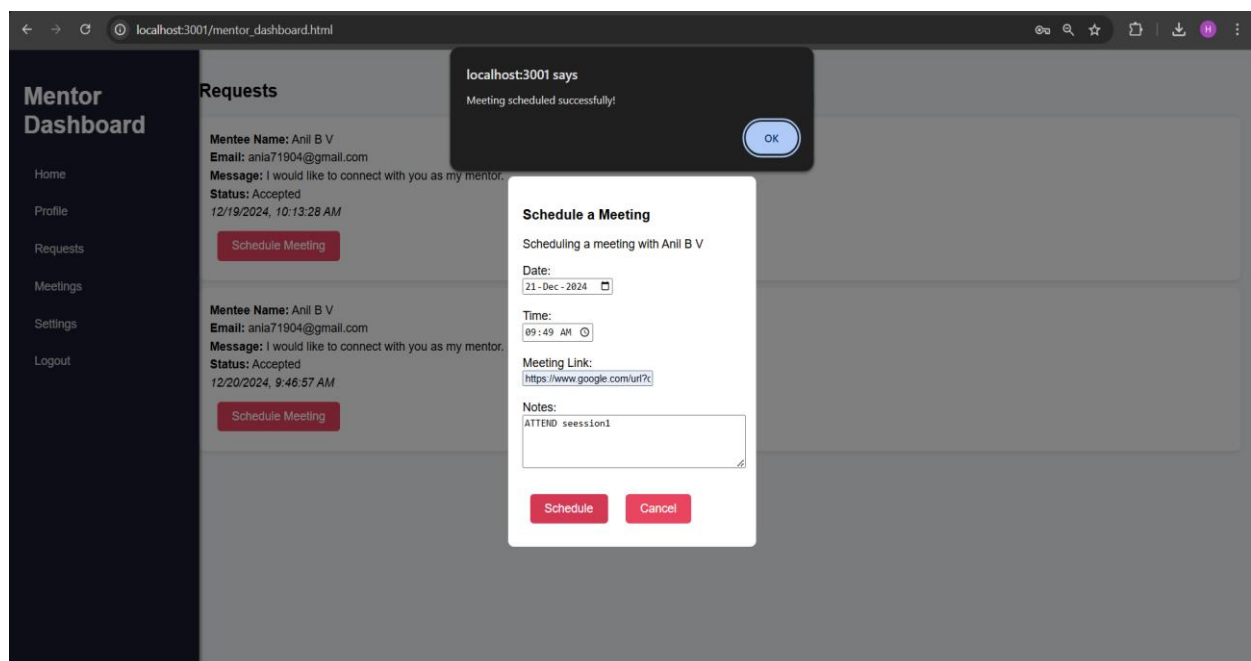 localhost:3001/mentor_dashboard.html
H
localhost:3001 says
Meeting scheduled successfully!
OK
Mentor
Dashboard
Home
Profile
Requests
Meetings
Settings
Logout
Requests
Mentee Name: Anil B V
Email: ania71904@gmail.com
Message: I would like to connect with you as my mentor.
Status: Accepted
12/19/2024, 10:13:28 AM
Schedule Meeting
Mentee Name: Anil B V
Email: ania71904@gmail.com
Message: I would like to connect with you as my mentor.
Status: Accepted
12/20/2024, 9:46:57 AM
Schedule Meeting
Schedule a Meeting
Scheduling a meeting with Anil B V
Date:
21-Dec-2024
Time:
09:49 AM
Meeting Link:
https://www.google.com/url?c
Notes:
ATTEND seession1
Schedule
Cancel